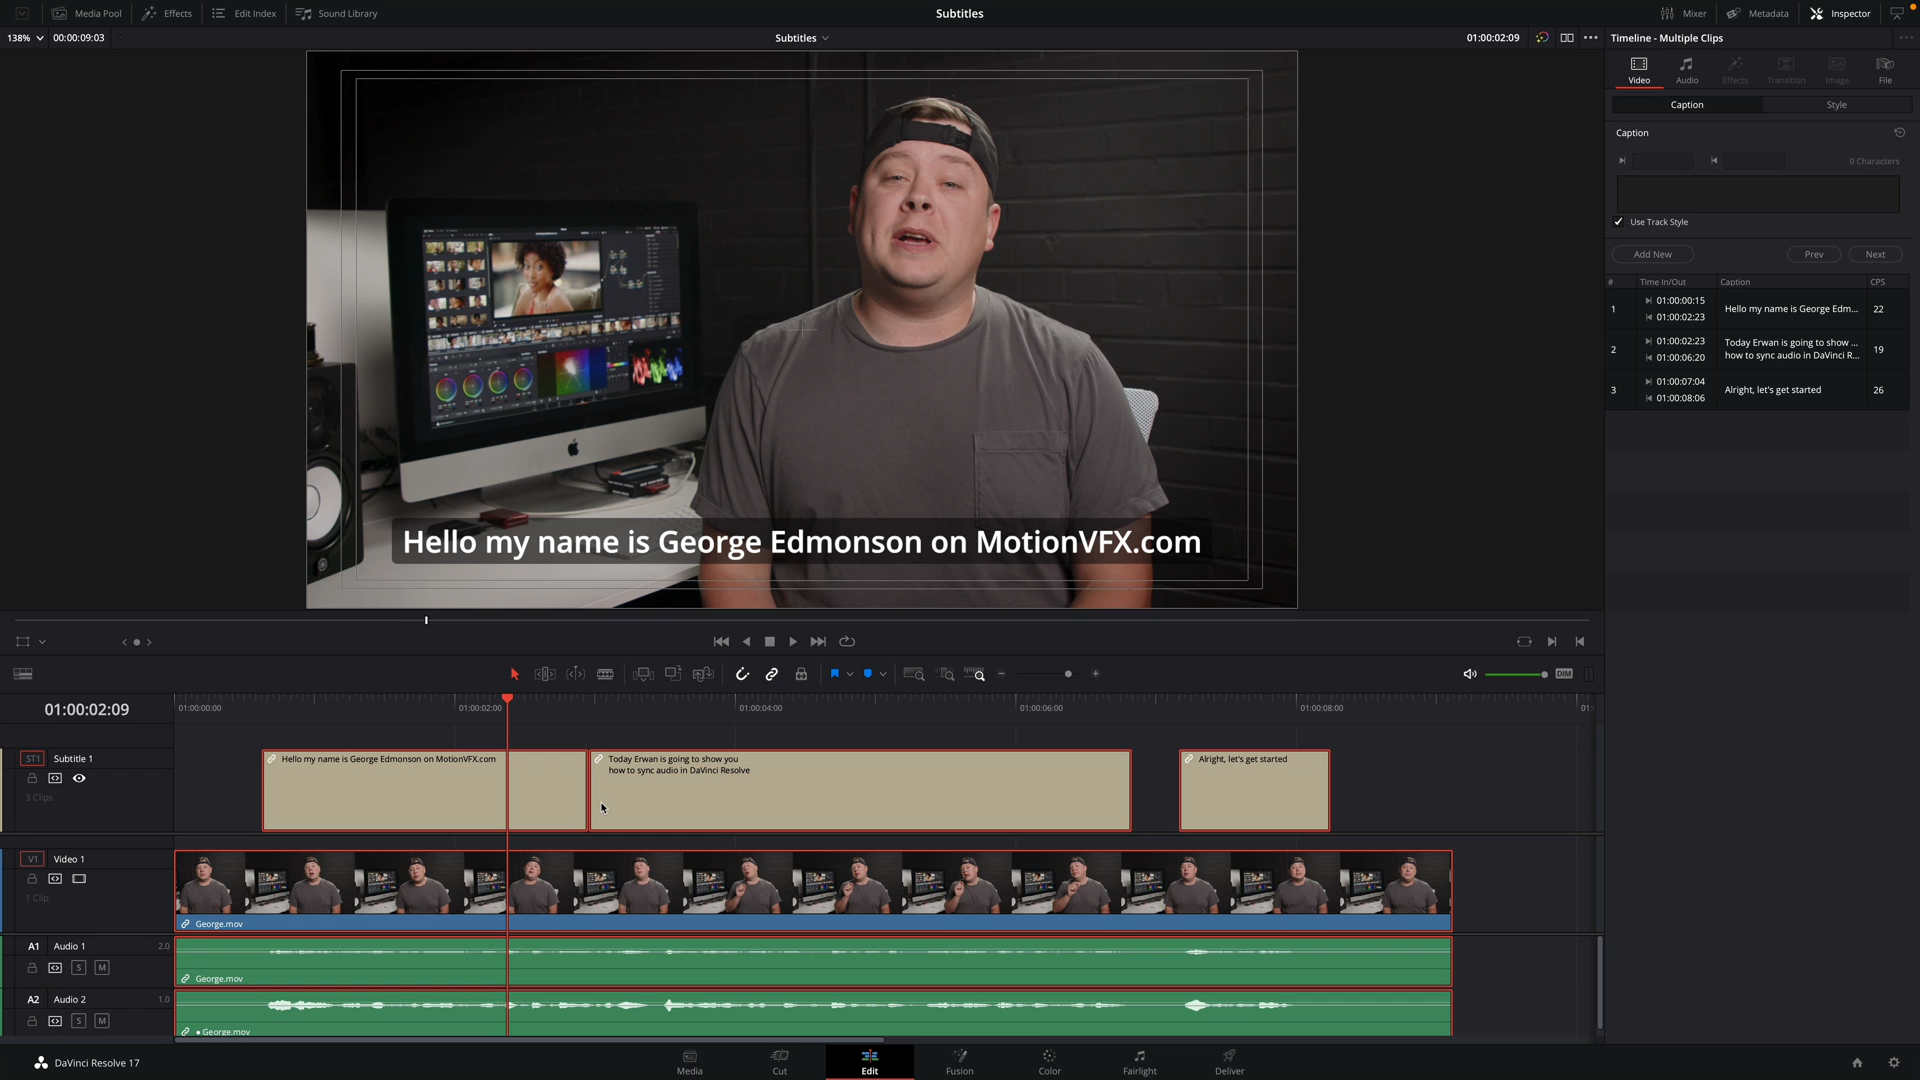 Media Pool
Effects
Edit Index
Sound Library
Subtitles
Mixer
Metadata
Inspector
138%
00:00:09:03
Subtitles
01:00:02:09
Timeline - Multiple Clips
Video
Audio
Effects
Transition
Image
File
Caption
Style
Caption
0 Characters
Use Track Style
Add New
Prev
Next
# Time In/Out Caption CPS
1 01:00:00:15 Hello my name is George Edm... 22
01:00:02:23
2 01:00:02:23 Today Erwan is going to show ... 19
01:00:06:20 how to sync audio in DaVinci R...
3 01:00:07:04 Alright, let's get started 26
01:00:08:06
Hello my name is George Edmonson on MotionVFX.com
DIM
01:00:02:09
01:00:00:00
01:00:02:00
01:00:04:00
01:00:06:00
01:00:08:00
01:
ST1 Subtitle 1
3 Clips
Hello my name is George Edmonson on MotionVFX.com
Today Erwan is going to show you
how to sync audio in DaVinci Resolve
Alright, let's get started
V1 Video 1
1 Clip
George.mov
A1 Audio 1 2.0
S M
George.mov
A2 Audio 2 1.0
S M
• George.mov
DaVinci Resolve 17
Media
Cut
Edit
Fusion
Color
Fairlight
Deliver